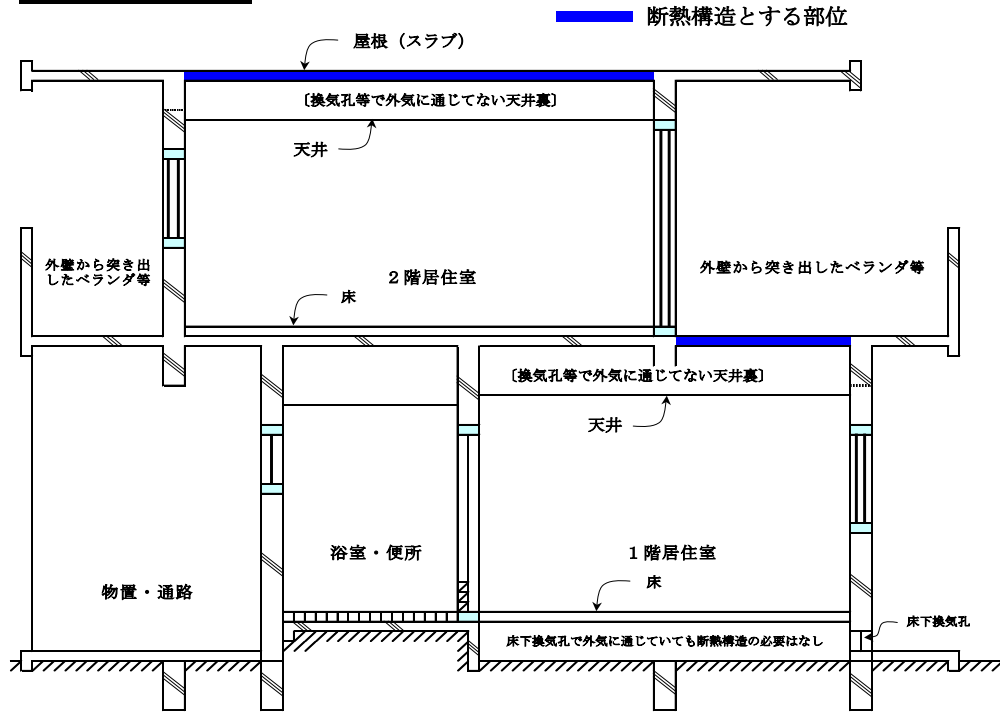 断熱構造とする部位
屋根（スラブ）
〔換気孔等で外気に通じてない天井裏〕
天井
外壁から突き出
したベランダ等
２階居住室
床
外壁から突き出したベランダ等
〔換気孔等で外気に通じてない天井裏〕
天井
浴室・便所
１階居住室
床
物置・通路
床下換気孔
床下換気孔で外気に通じていても断熱構造の必要はなし